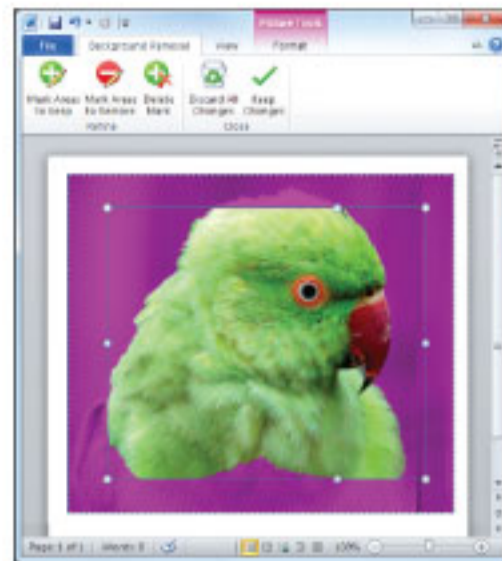 Picture Tools
File Background Removal View Format
Mark Areas to Keep Mark Areas to Remove Delete Mark Discard All Changes Keep Changes
Refine Close
Page: 1 of 1 Words: 0 100%